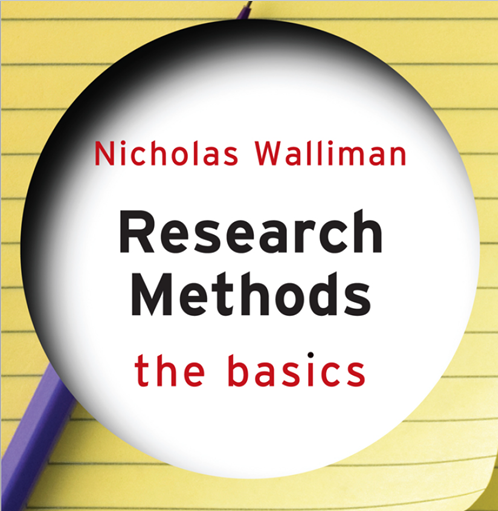 Nicholas Walliman
Research
Methods
the basics